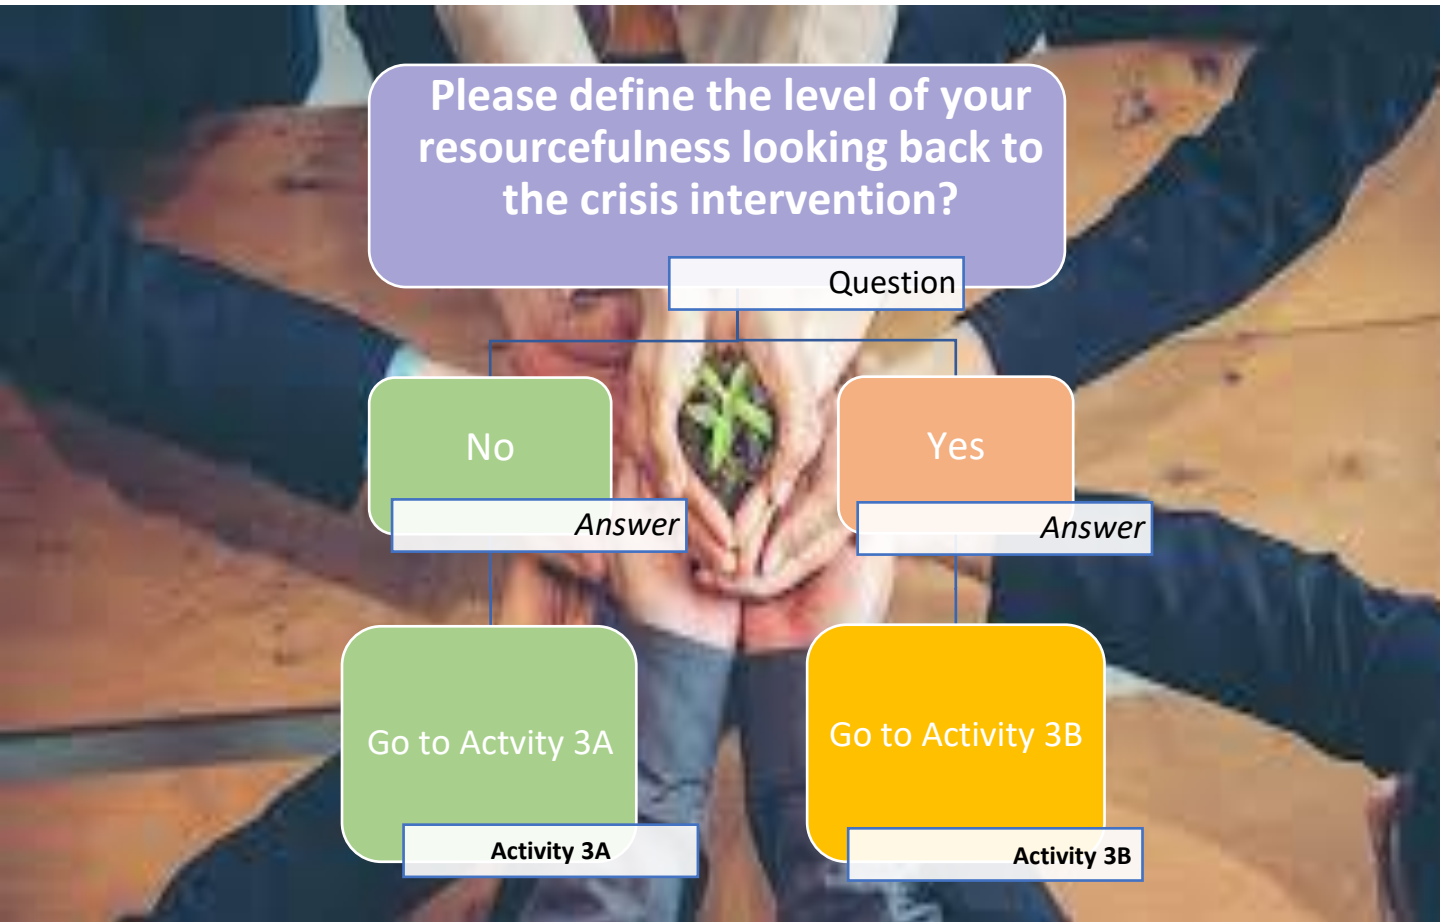 Please define the level of your
resourcefulness looking back to
the crisis intervention?
Question
No
Yes
Answer
Answer
Go to Actvity 3A
Go to Activity 3B
Activity 3A
Activity 3B